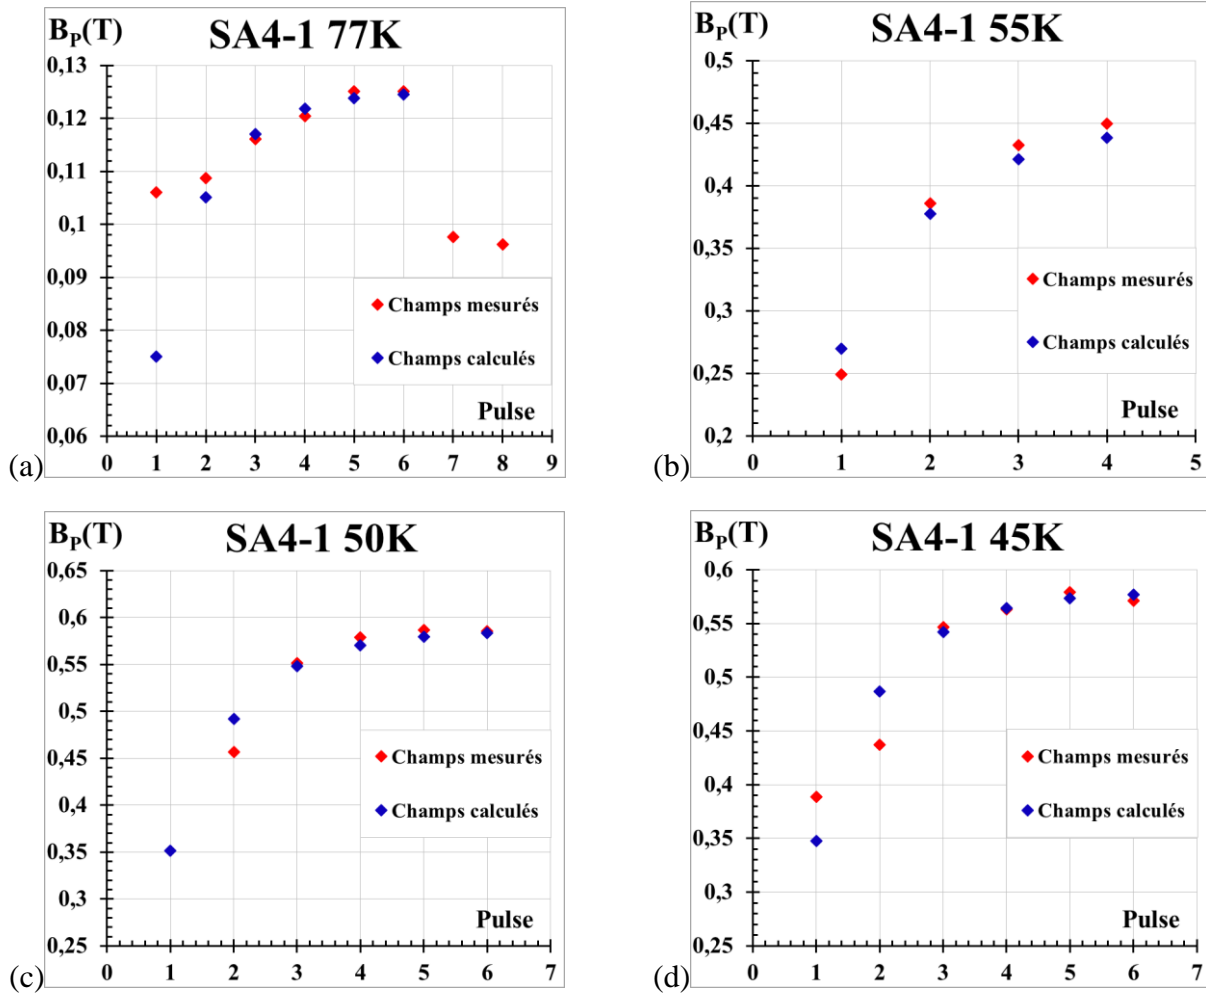 B_P(T)
SA4-1 77K
0,13
0,12
0,11
0,1
0,09
0,08
0,07
0,06
Champs mesurés
Champs calculés
Pulse
0 1 2 3 4 5 6 7 8 9
(a)
B_P(T)
SA4-1 55K
0,5
0,45
0,4
0,35
0,3
0,25
0,2
Champs mesurés
Champs calculés
Pulse
0 1 2 3 4 5
(b)
B_P(T)
SA4-1 50K
0,65
0,6
0,55
0,5
0,45
0,4
0,35
0,3
0,25
Champs mesurés
Champs calculés
Pulse
0 1 2 3 4 5 6 7
(c)
B_P(T)
SA4-1 45K
0,6
0,55
0,5
0,45
0,4
0,35
0,3
0,25
Champs mesurés
Champs calculés
Pulse
0 1 2 3 4 5 6 7
(d)